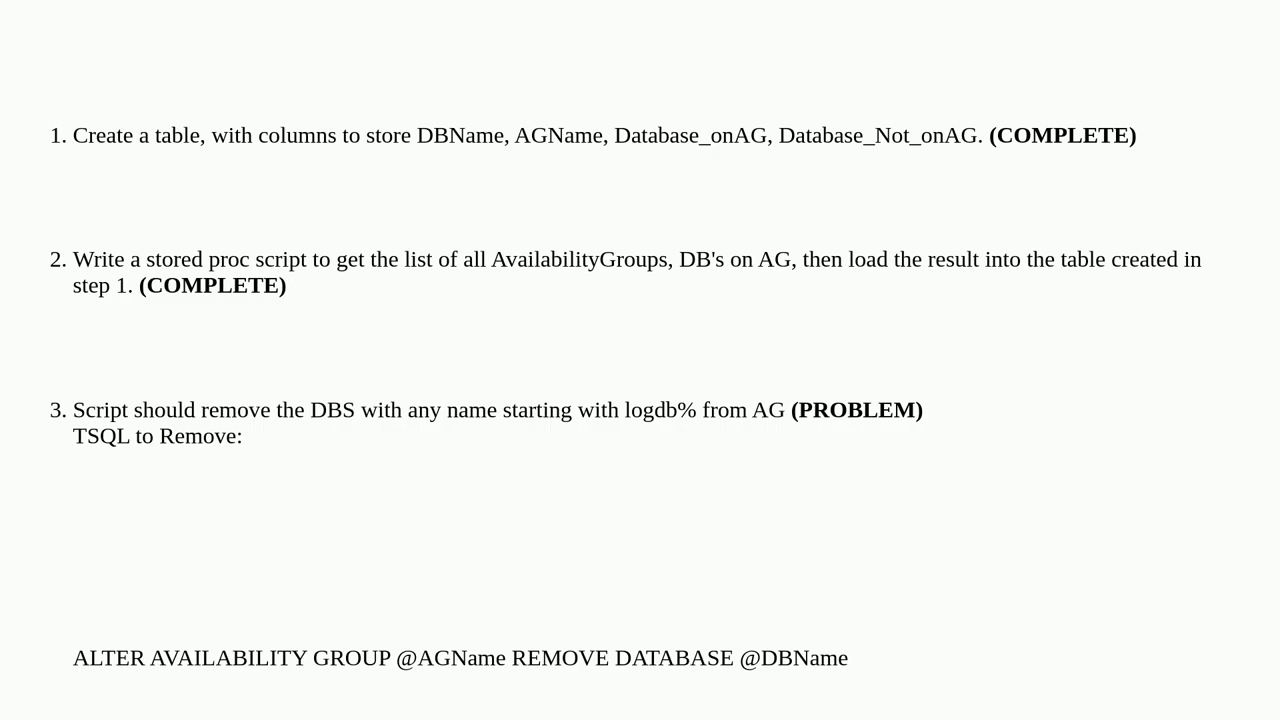 1. Create a table, with columns to store DBName, AGName, Database_onAG, Database_Not_onAG. (COMPLETE)
2. Write a stored proc script to get the list of all AvailabilityGroups, DB's on AG, then load the result into the table created in
step 1. (COMPLETE)
3. Script should remove the DBS with any name starting with logdb% from AG (PROBLEM)
TSQL to Remove:
ALTER AVAILABILITY GROUP @AGName REMOVE DATABASE @DBName